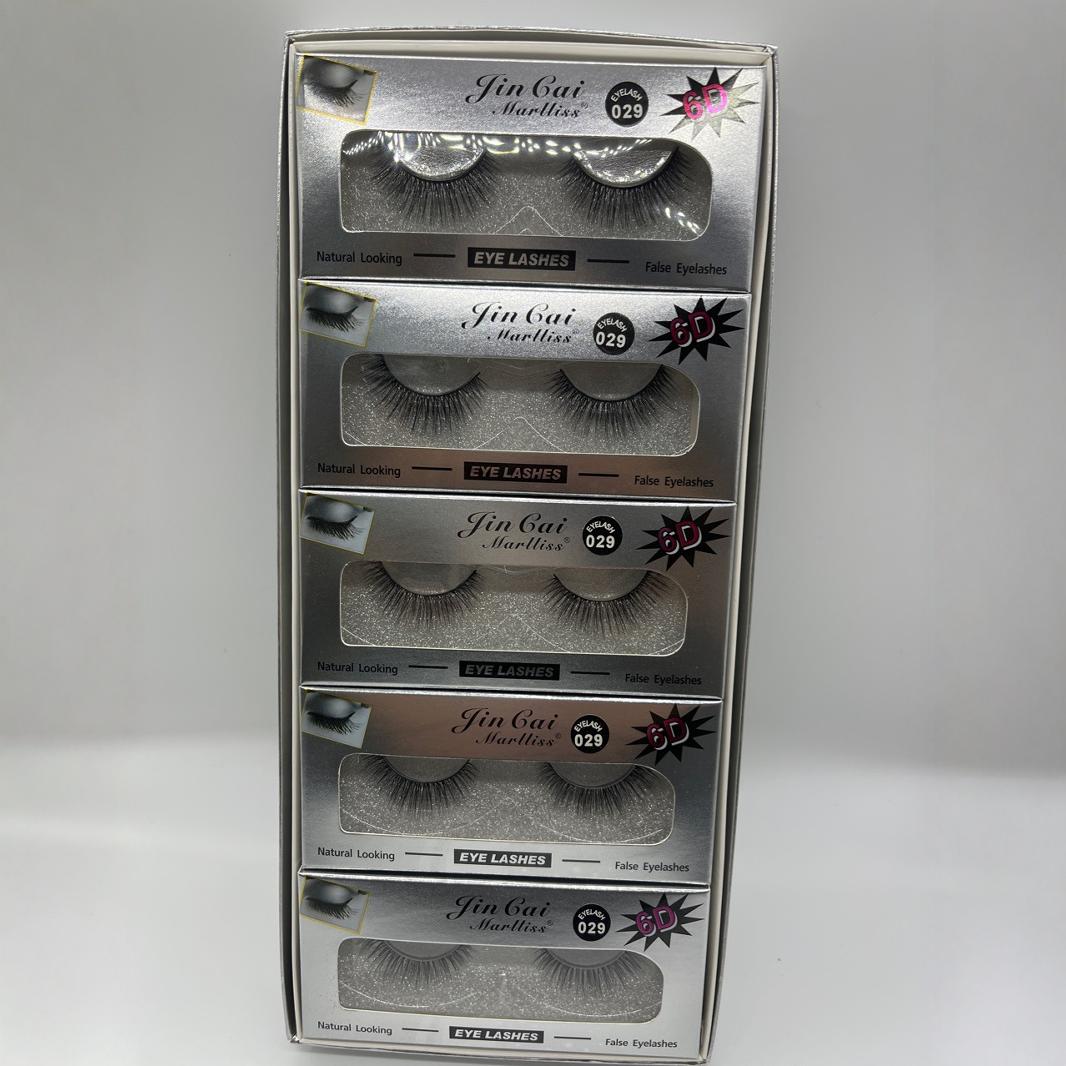 Jin Cai
Marlliss®
EYELASH
029
6D
Natural Looking
EYE LASHES
False Eyelashes
Jin Cai
Marlliss®
EYELASH
029
6D
Natural Looking
EYE LASHES
False Eyelashes
Jin Cai
Marlliss®
EYELASH
029
6D
Natural Looking
EYE LASHES
False Eyelashes
Jin Cai
Marlliss®
EYELASH
029
6D
Natural Looking
EYE LASHES
False Eyelashes
Jin Cai
Marlliss®
EYELASH
029
6D
Natural Looking
EYE LASHES
False Eyelashes